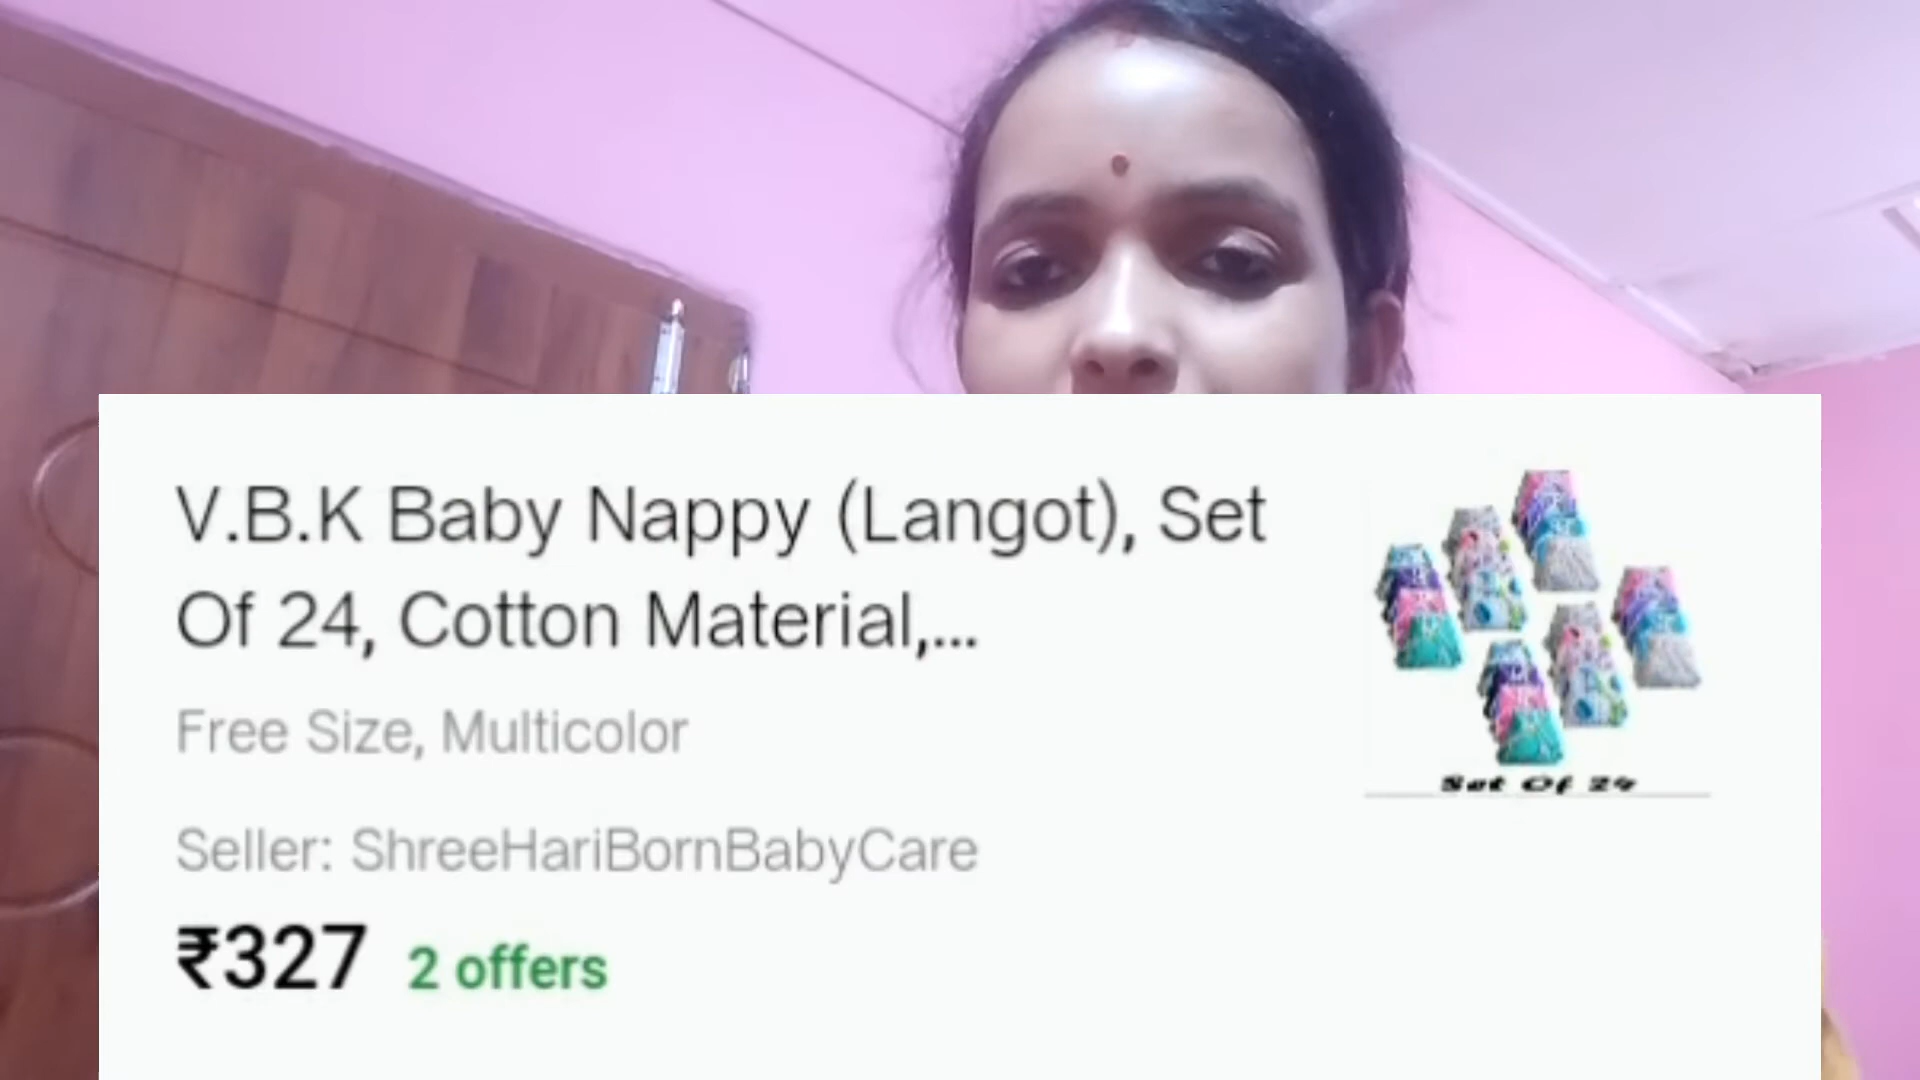 V.B.K Baby Nappy (Langot), Set
Of 24, Cotton Material,...
Free Size, Multicolor
Seller: ShreeHariBornBabyCare
₹327 2 offers
Set Of 24